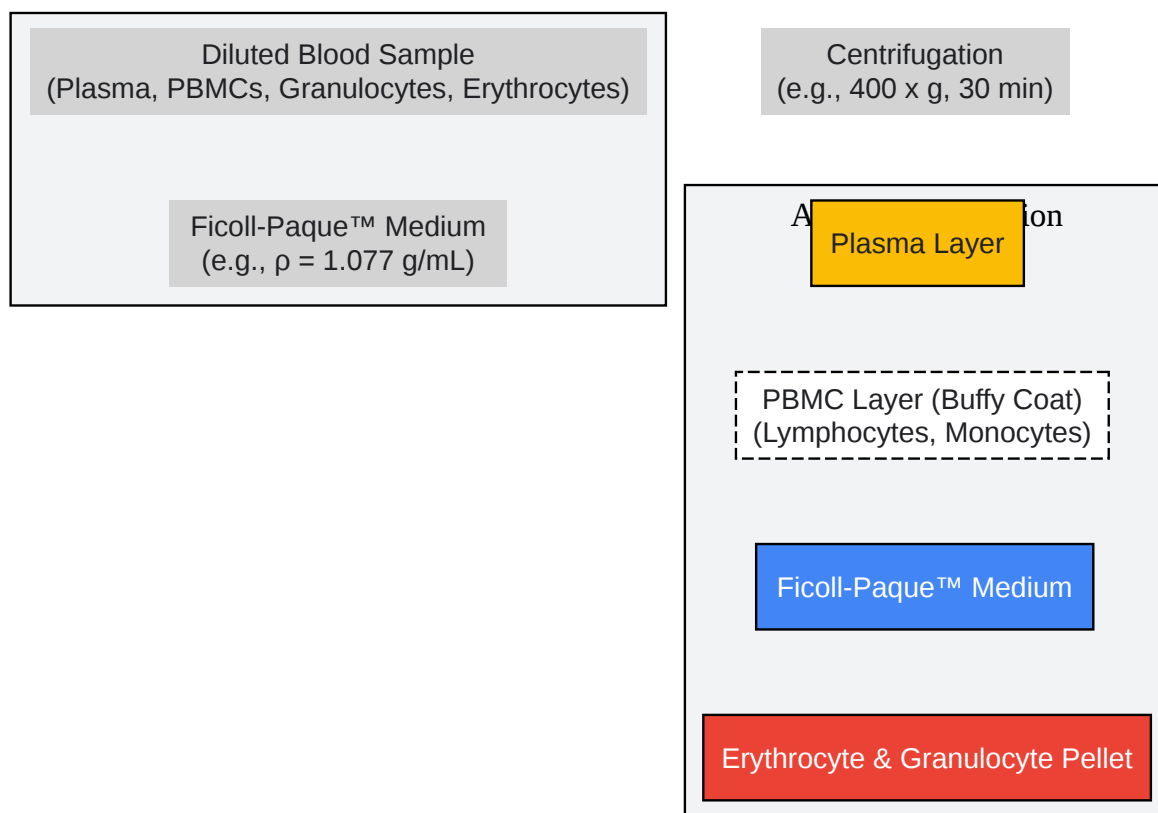 Diluted Blood Sample
(Plasma, PBMCs, Granulocytes, Erythrocytes)
Ficoll-Paque™ Medium
(e.g., ρ = 1.077 g/mL)
Centrifugation
(e.g., 400 x g, 30 min)
Plasma Layer
PBMC Layer (Buffy Coat)
(Lymphocytes, Monocytes)
Ficoll-Paque™ Medium
Erythrocyte & Granulocyte Pellet